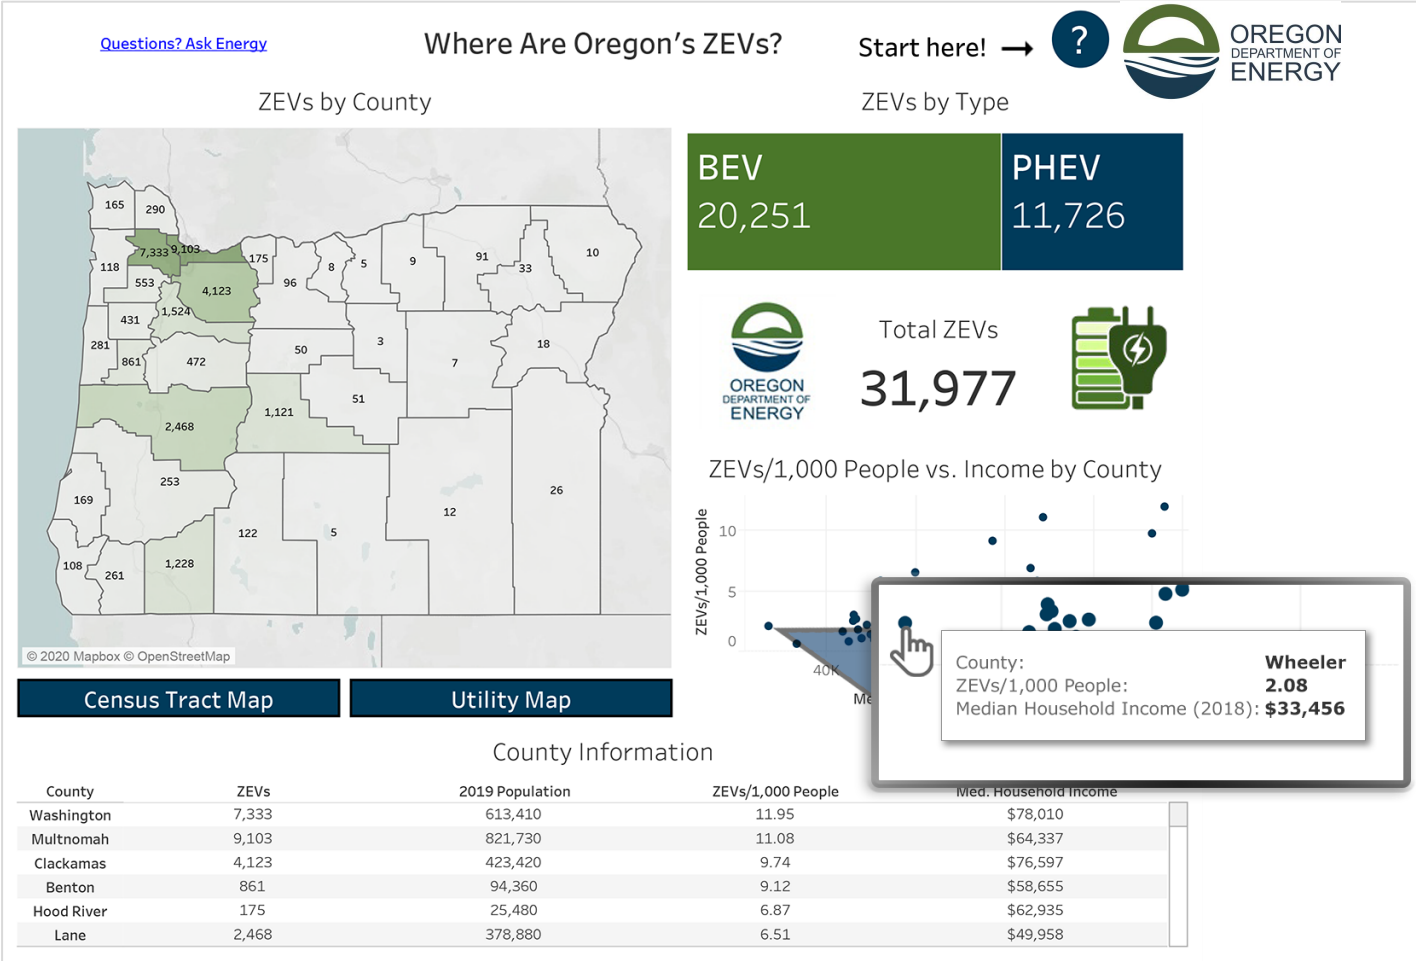 Questions? Ask Energy
Where Are Oregon's ZEVs?
Start here! →
?
OREGON
DEPARTMENT OF
ENERGY
ZEVs by County
ZEVs by Type
165
290
7,333
9,103
118
553
4,123
175
96
8
5
9
91
33
10
431
1,524
281
861
472
50
3
7
18
51
1,121
2,468
253
169
122
5
12
26
108
261
1,228
© 2020 Mapbox © OpenStreetMap
BEV
20,251
PHEV
11,726
OREGON
DEPARTMENT OF
ENERGY
Total ZEVs
31,977
ZEVs/1,000 People vs. Income by County
ZEVs/1,000 People
10
5
0
40K
Me
County: Wheeler
ZEVs/1,000 People: 2.08
Median Household Income (2018): $33,456
Census Tract Map
Utility Map
County Information
County ZEVs 2019 Population ZEVs/1,000 People Med. Household Income
Washington 7,333 613,410 11.95 $78,010
Multnomah 9,103 821,730 11.08 $64,337
Clackamas 4,123 423,420 9.74 $76,597
Benton 861 94,360 9.12 $58,655
Hood River 175 25,480 6.87 $62,935
Lane 2,468 378,880 6.51 $49,958